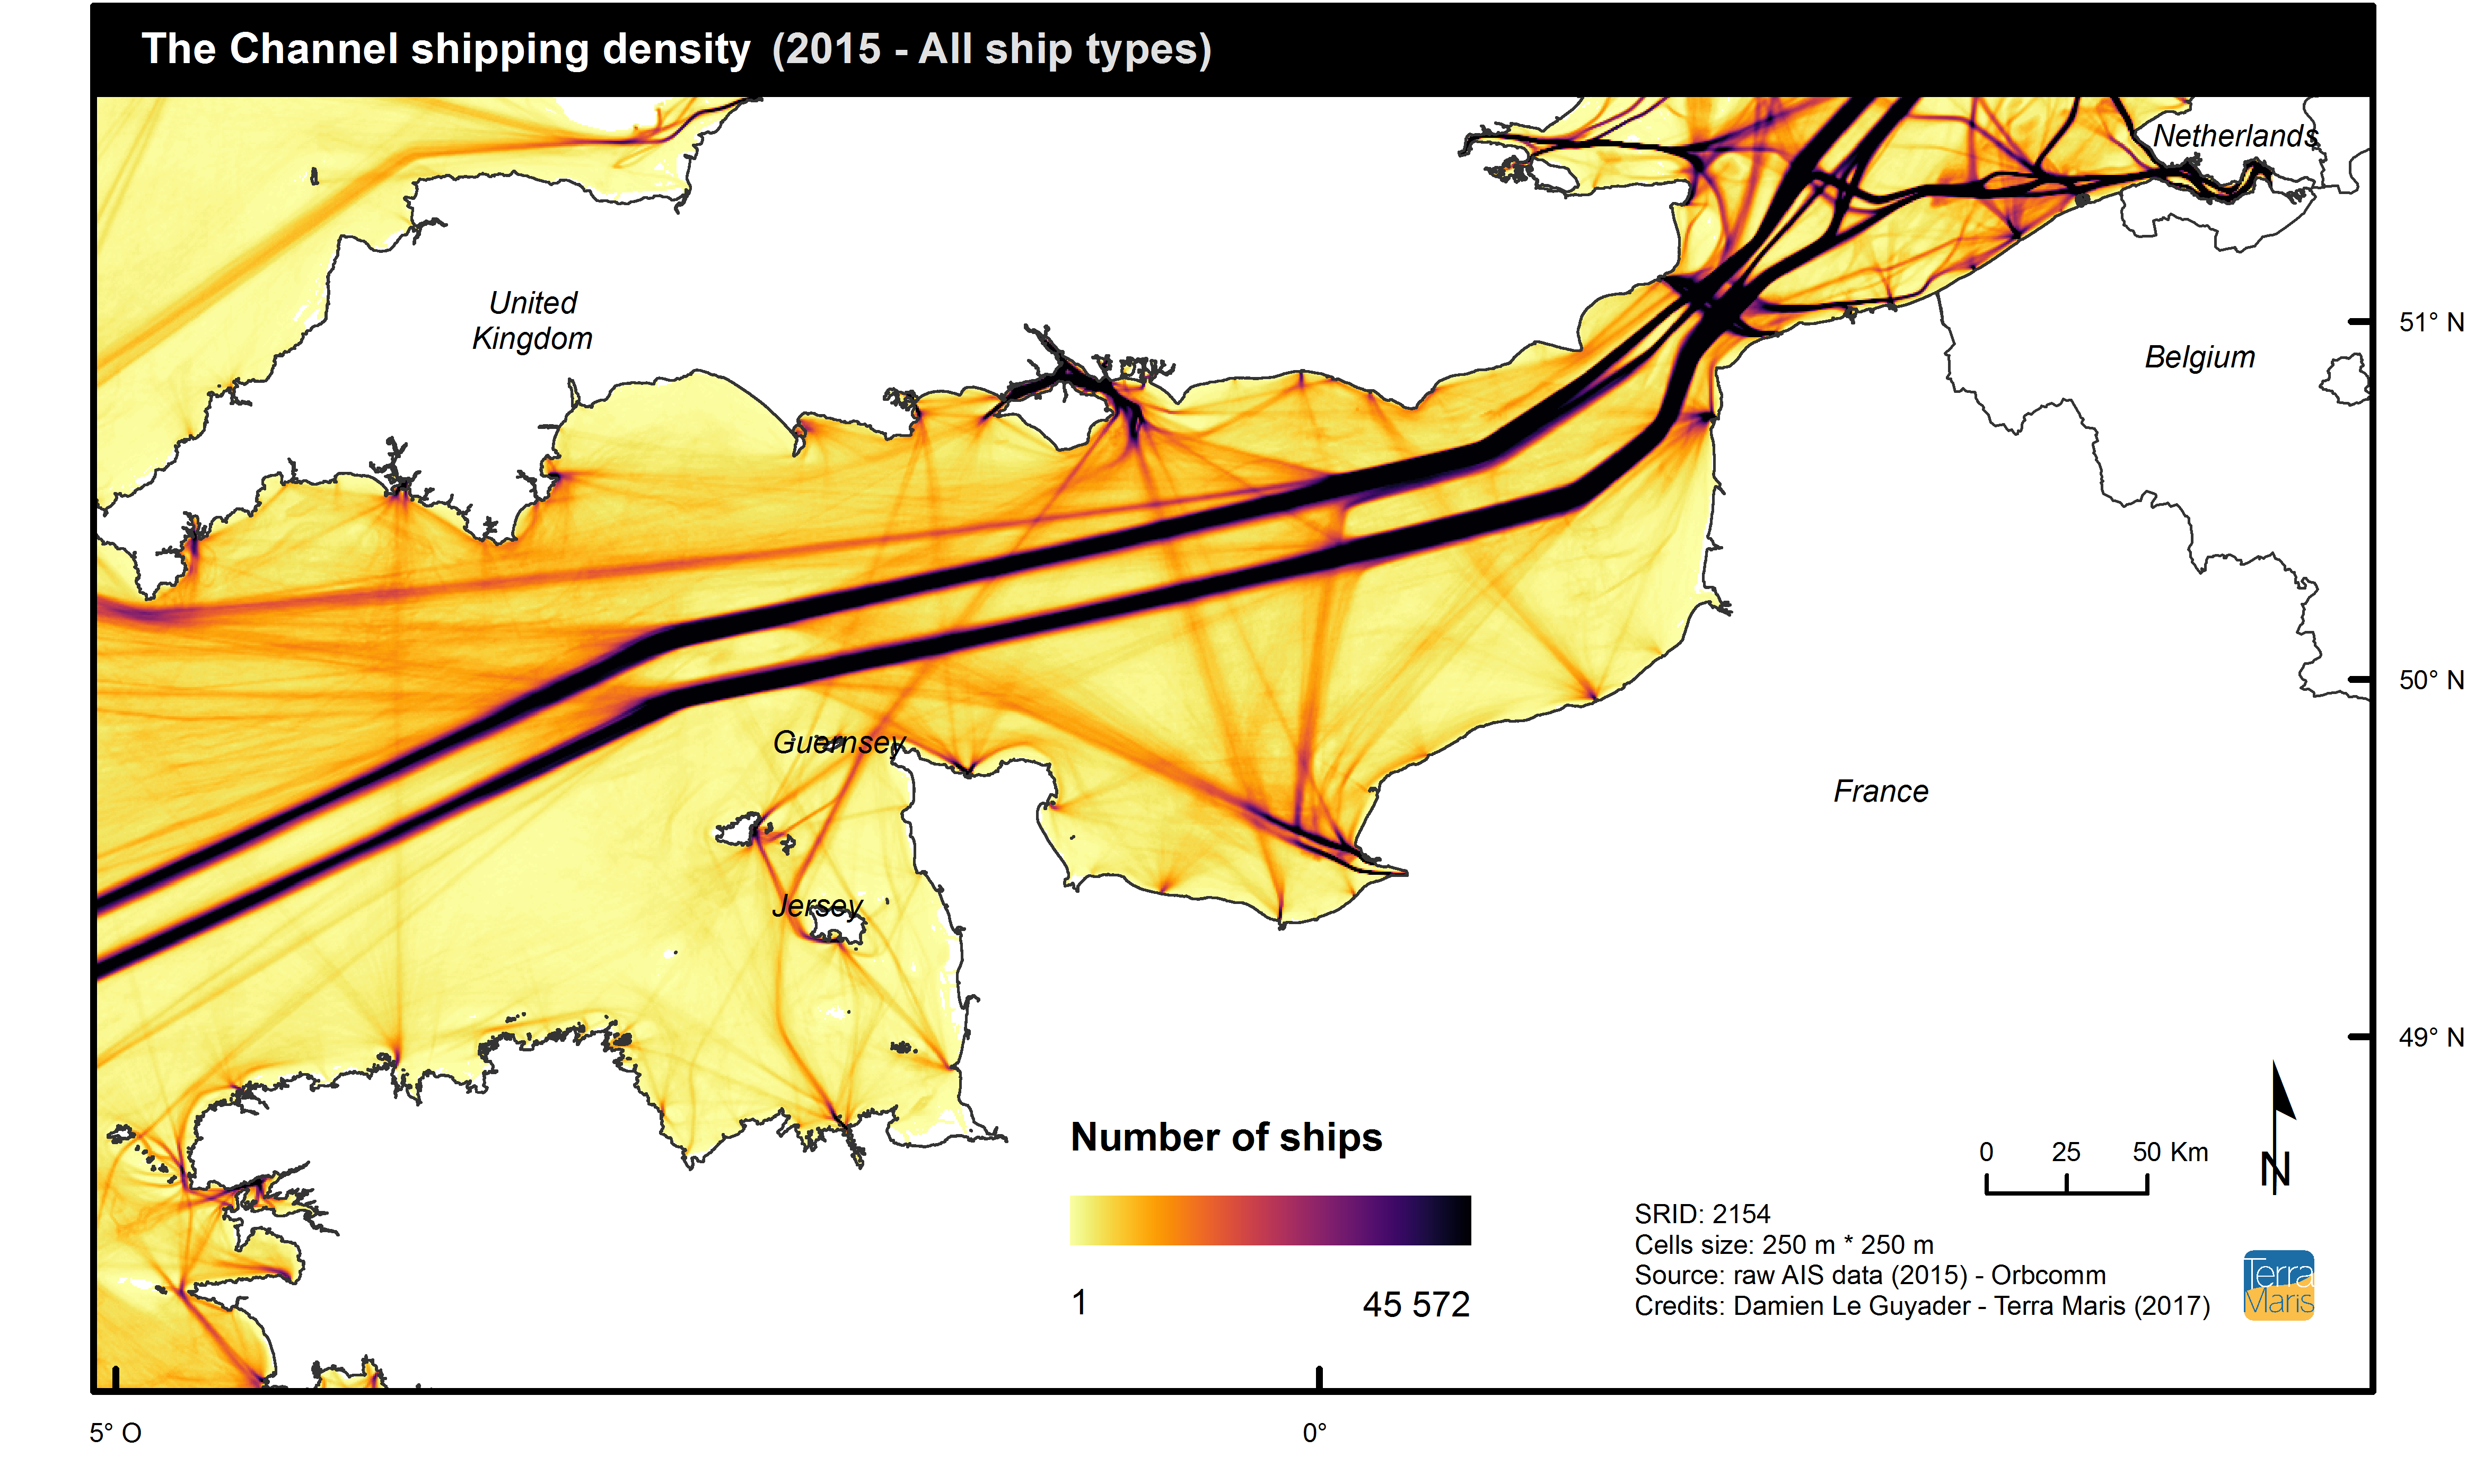 The Channel shipping density (2015 - All ship types)
Netherlands
United
Kingdom
51° N
Belgium
50° N
Guernsey
France
Jersey
49° N
Number of ships
0 25 50 Km
N
SRID: 2154
Cells size: 250 m * 250 m
Source: raw AIS data (2015) - Orbcomm
Credits: Damien Le Guyader - Terra Maris (2017)
Terra
Maris
1 45 572
5° O 0°